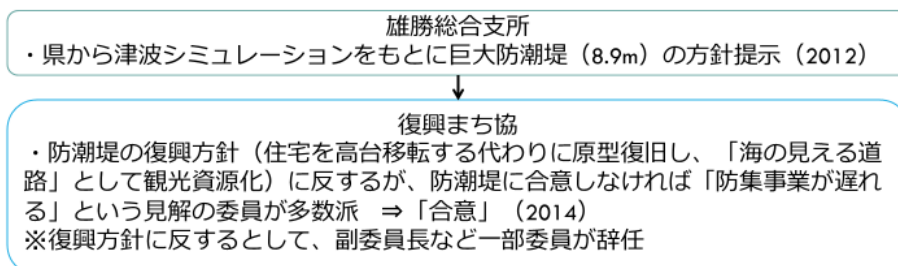 雄勝総合支所
・県から津波シミュレーションをもとに巨大防潮堤（8.9m）の方針提示（2012）
復興まち協
・防潮堤の復興方針（住宅を高台移転する代わりに原型復旧し、「海の見える道
路」として観光資源化）に反するが、防潮堤に合意しなければ「防集事業が遅れ
る」という見解の委員が多数派　⇒「合意」（2014）
※復興方針に反するとして、副委員長など一部委員が辞任